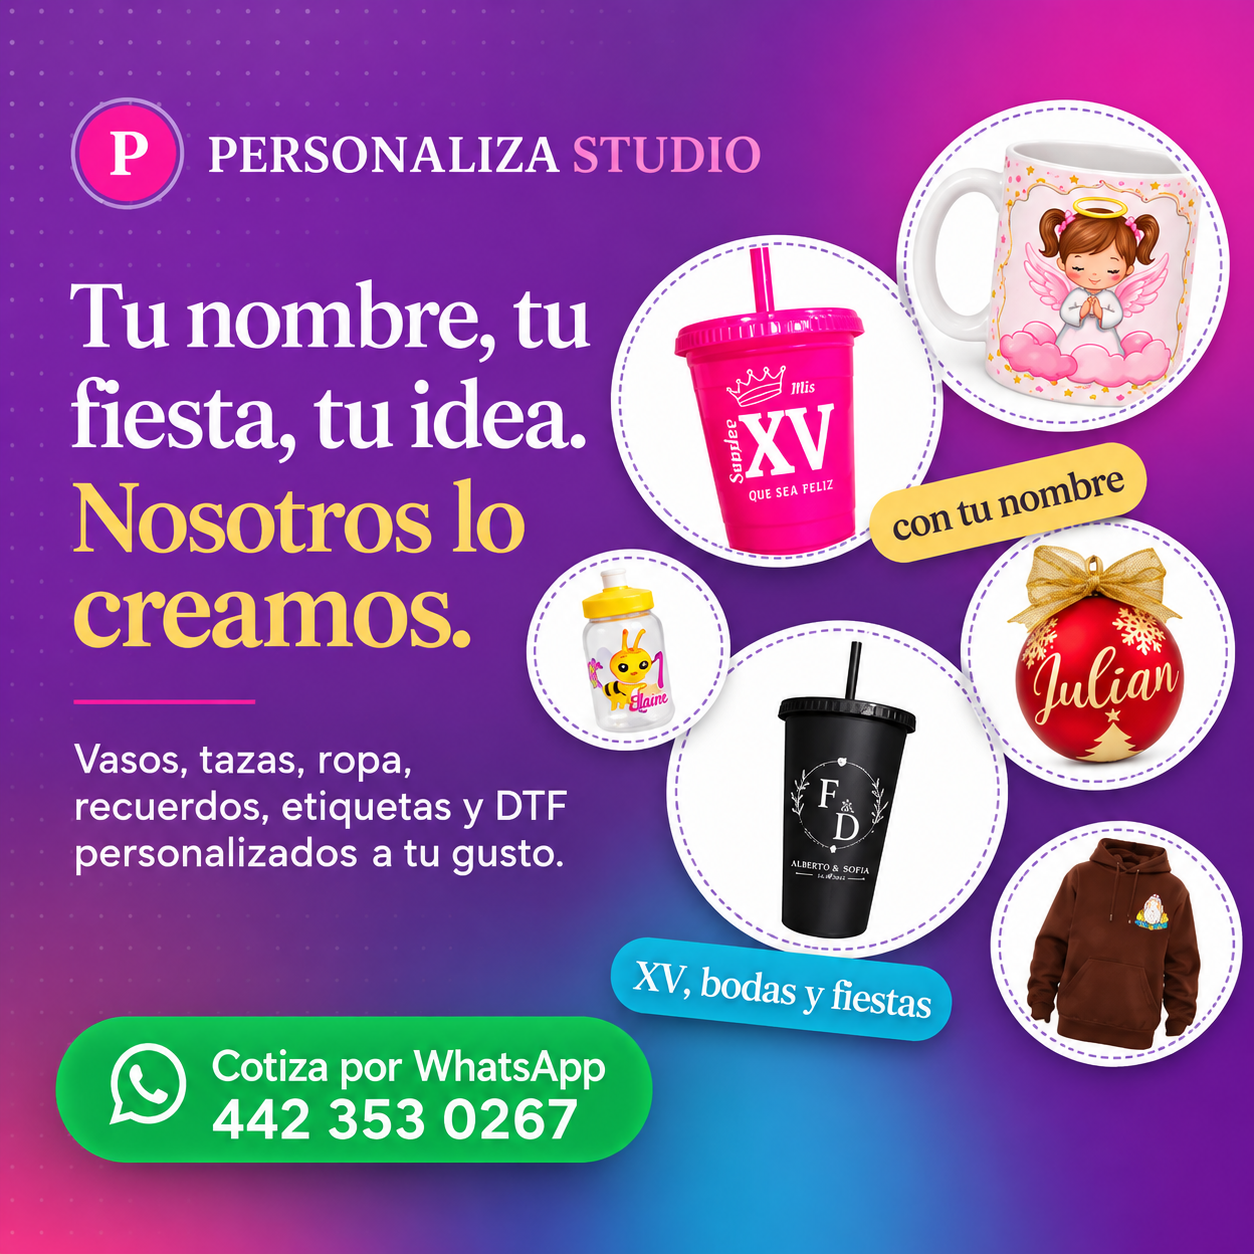 P
PERSONALIZA STUDIO
Tu nombre, tu
fiesta, tu idea.
Nosotros lo
creamos.
Vasos, tazas, ropa,
recuerdos, etiquetas y DTF
personalizados a tu gusto.
Cotiza por WhatsApp
442 353 0267
Mis
XV
QUE SEA FELIZ
con tu nombre
1
Elaine
Julian
F
D
ALBERTO & SOFIA
XV, bodas y fiestas